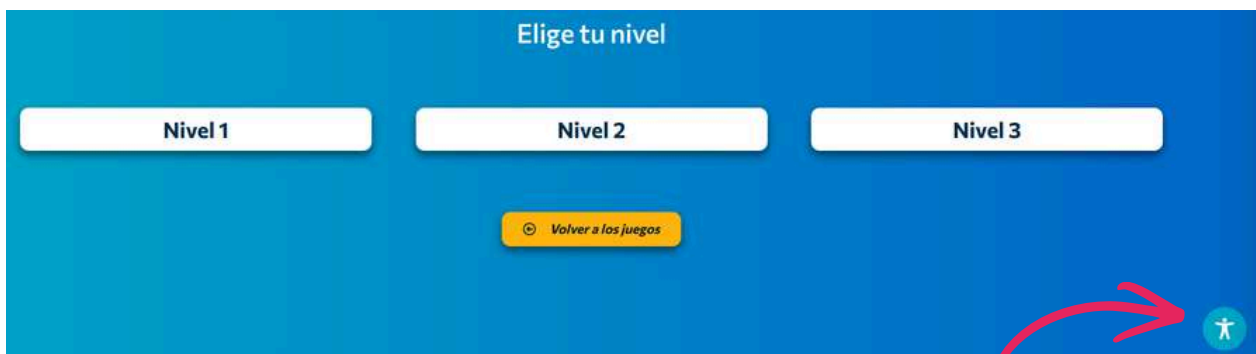 Elige tu nivel
Nivel 1
Nivel 2
Nivel 3
Volver a los juegos